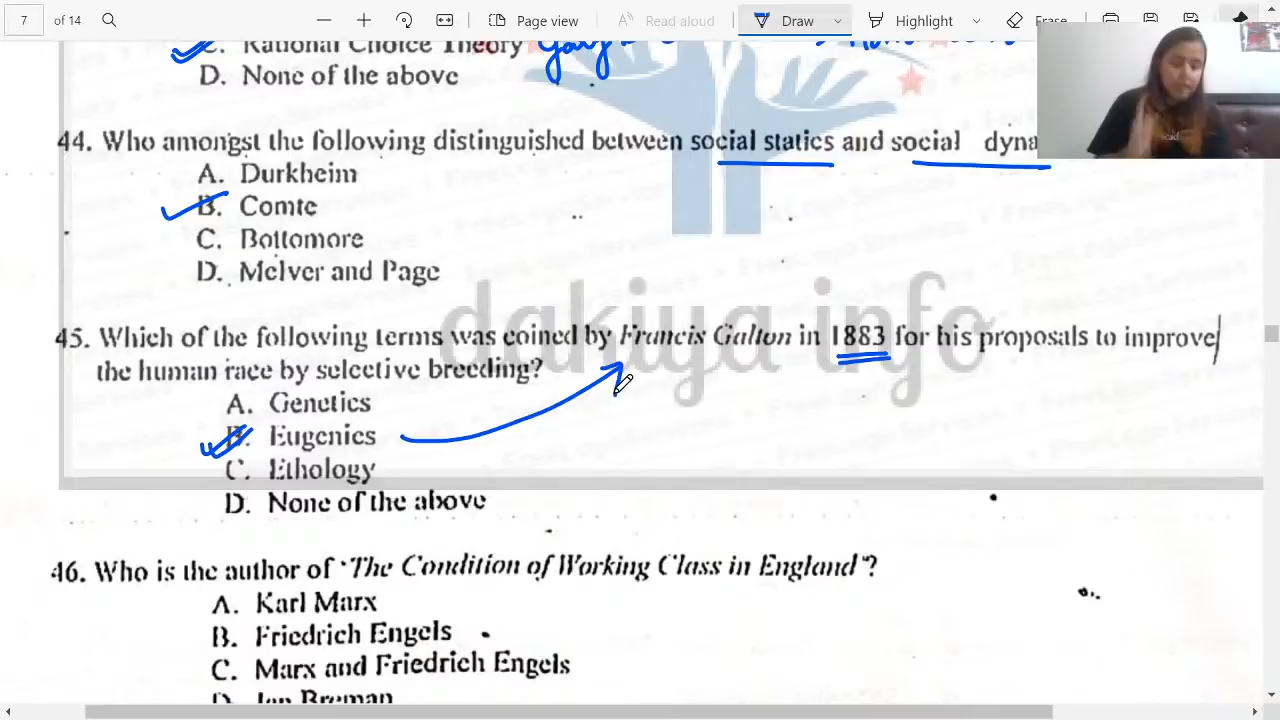 7 of 14 Page view Read aloud Draw Highlight Erase
C. Rational Choice Theory Gary
D. None of the above
44. Who amongst the following distinguished between social statics and social dyna
A. Durkheim
B. Comte
C. Bottomore
D. McIver and Page
dakiya info
45. Which of the following terms was coined by Francis Galton in 1883 for his proposals to improve
the human race by selective breeding?
A. Genetics
B. Eugenics
C. Ethology
D. None of the above
46. Who is the author of 'The Condition of Working Class in England'?
A. Karl Marx
B. Friedrich Engels
C. Marx and Friedrich Engels
D. Jan Breman